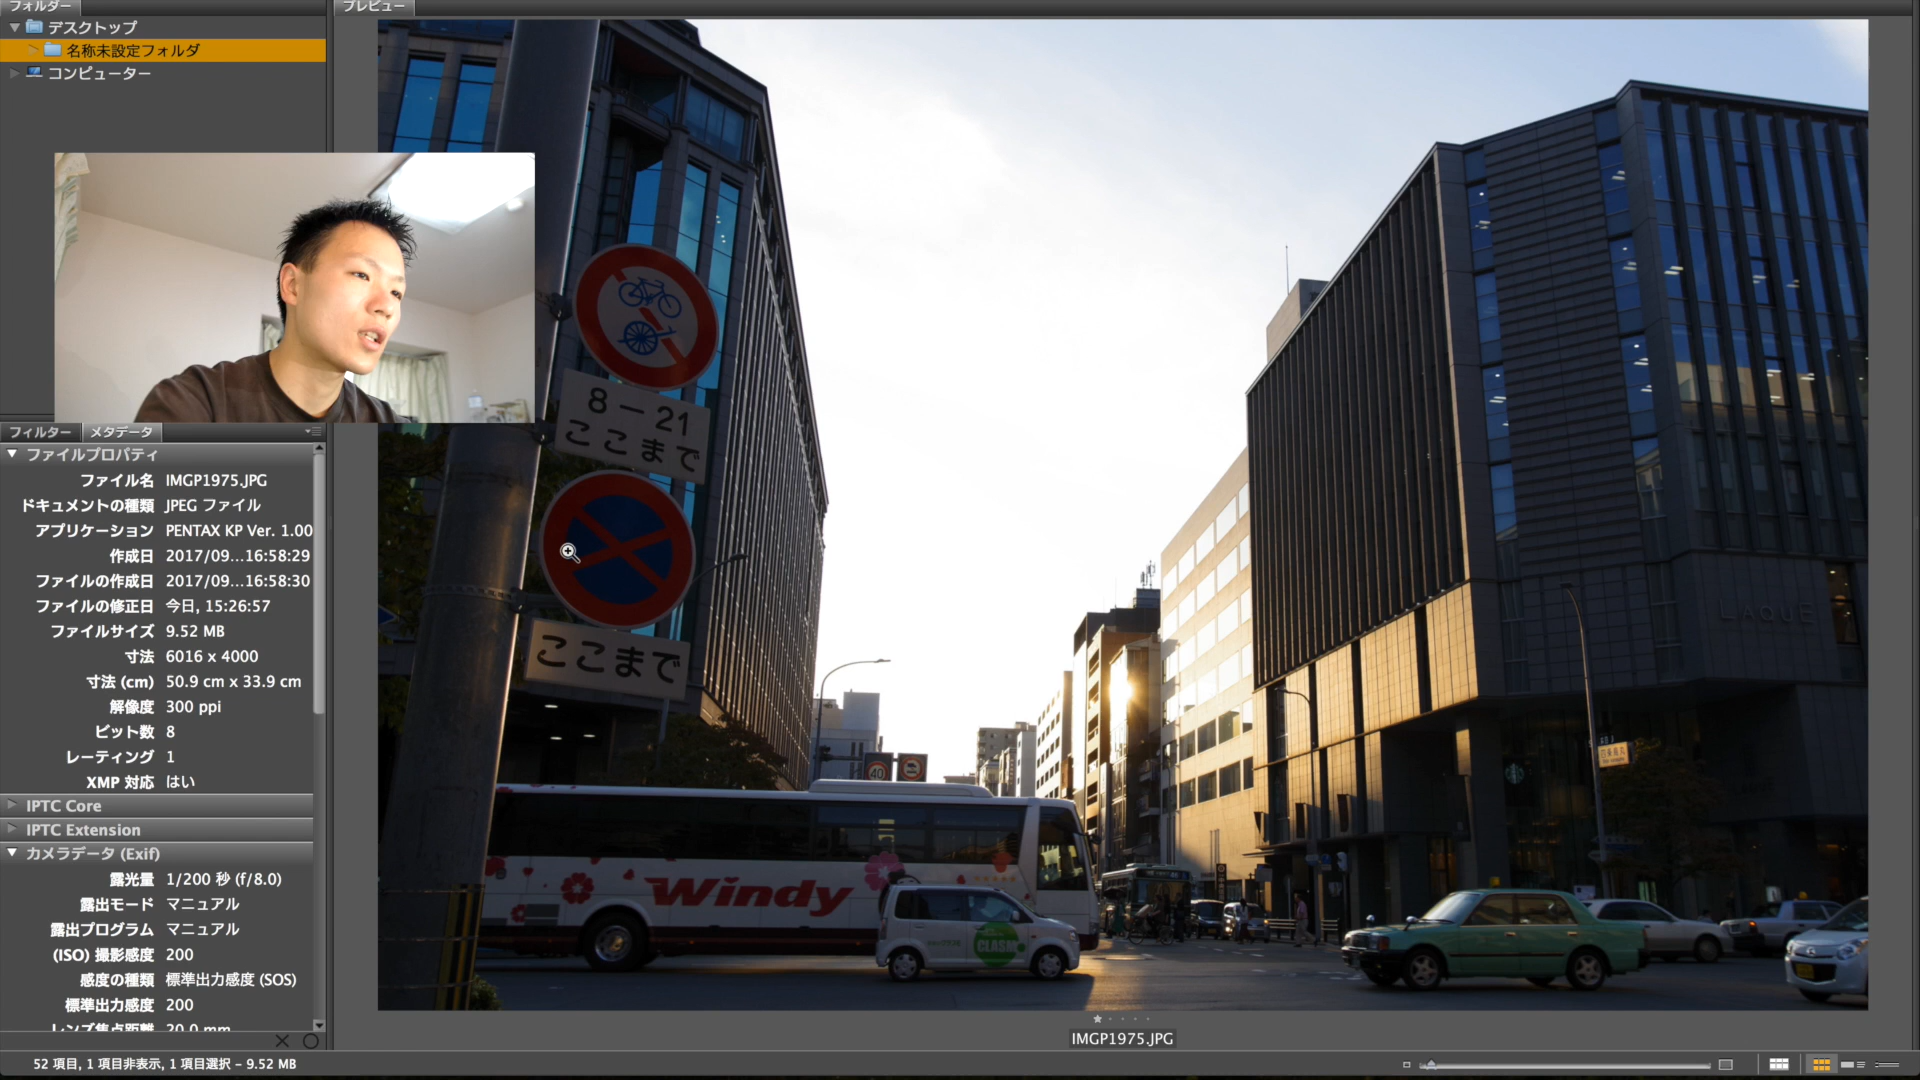 フォルダー
プレビュー
デスクトップ
名称未設定フォルダ
コンピューター
フィルター メタデータ
ファイルプロパティ
ファイル名 IMGP1975.JPG
ドキュメントの種類 JPEG ファイル
アプリケーション PENTAX KP Ver. 1.00
作成日 2017/09...16:58:29
ファイルの作成日 2017/09...16:58:30
ファイルの修正日 今日, 15:26:57
ファイルサイズ 9.52 MB
寸法 6016 x 4000
寸法 (cm) 50.9 cm x 33.9 cm
解像度 300 ppi
ビット数 8
レーティング 1
XMP 対応 はい
IPTC Core
IPTC Extension
カメラデータ (Exif)
露光量 1/200 秒 (f/8.0)
露出モード マニュアル
露出プログラム マニュアル
(ISO) 撮影感度 200
感度の種類 標準出力感度 (SOS)
標準出力感度 200
レンズ焦点距離 20.0 mm
52 項目, 1 項目非表示, 1 項目選択 - 9.52 MB
8－21
ここまで
ここまで
40
LAQUE
Windy
CLASM
IMGP1975.JPG